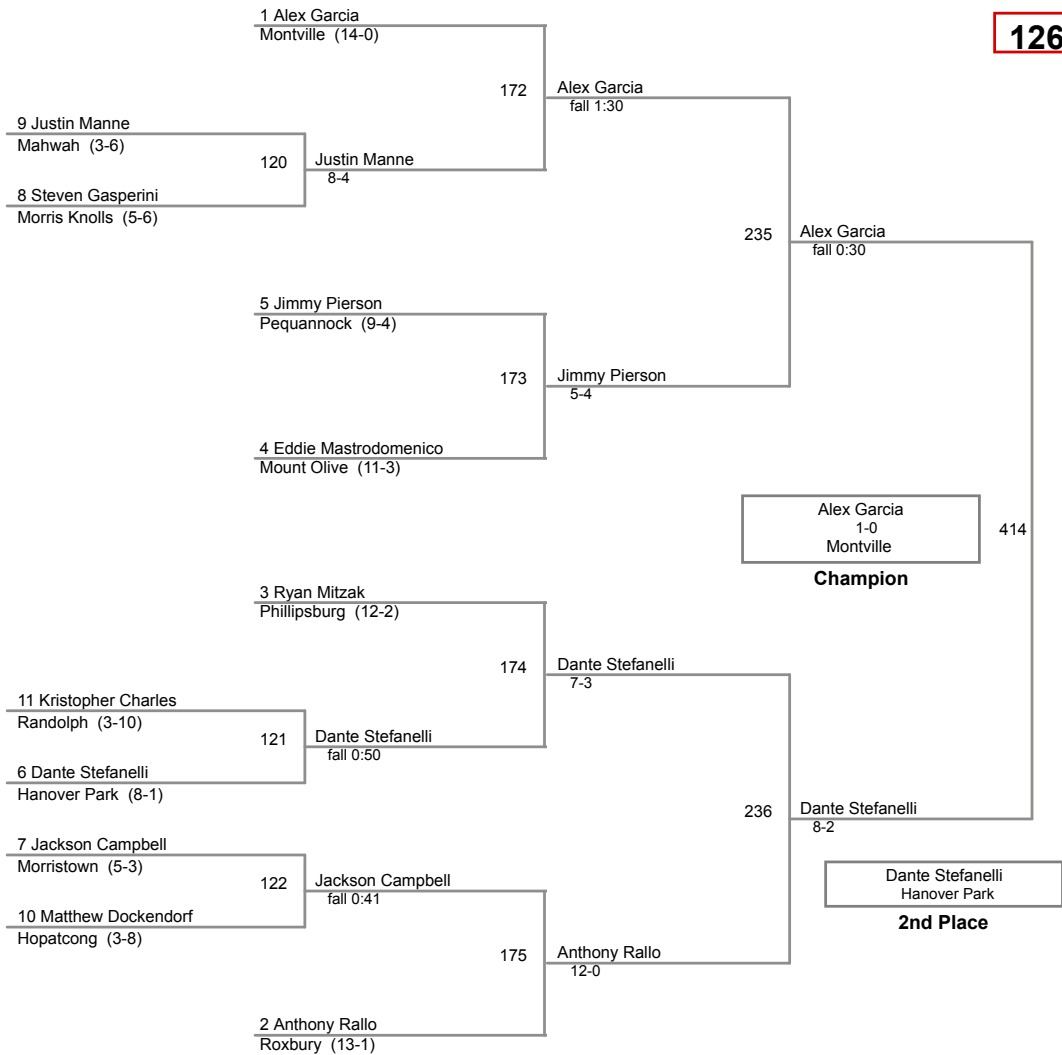 1 Alex Garcia
Montville (14-0)
126
172
Alex Garcia
fall 1:30
9 Justin Manne
Mahwah (3-6)
120
Justin Manne
8-4
8 Steven Gasperini
Morris Knolls (5-6)
235
Alex Garcia
fall 0:30
5 Jimmy Pierson
Pequannock (9-4)
173
Jimmy Pierson
5-4
4 Eddie Mastrodomenico
Mount Olive (11-3)
Alex Garcia
1-0
Montville
414
Champion
3 Ryan Mitzak
Phillipsburg (12-2)
174
Dante Stefanelli
7-3
11 Kristopher Charles
Randolph (3-10)
121
Dante Stefanelli
fall 0:50
6 Dante Stefanelli
Hanover Park (8-1)
236
Dante Stefanelli
8-2
7 Jackson Campbell
Morristown (5-3)
122
Jackson Campbell
fall 0:41
Dante Stefanelli
Hanover Park
2nd Place
10 Matthew Dockendorf
Hopatcong (3-8)
175
Anthony Rallo
12-0
2 Anthony Rallo
Roxbury (13-1)